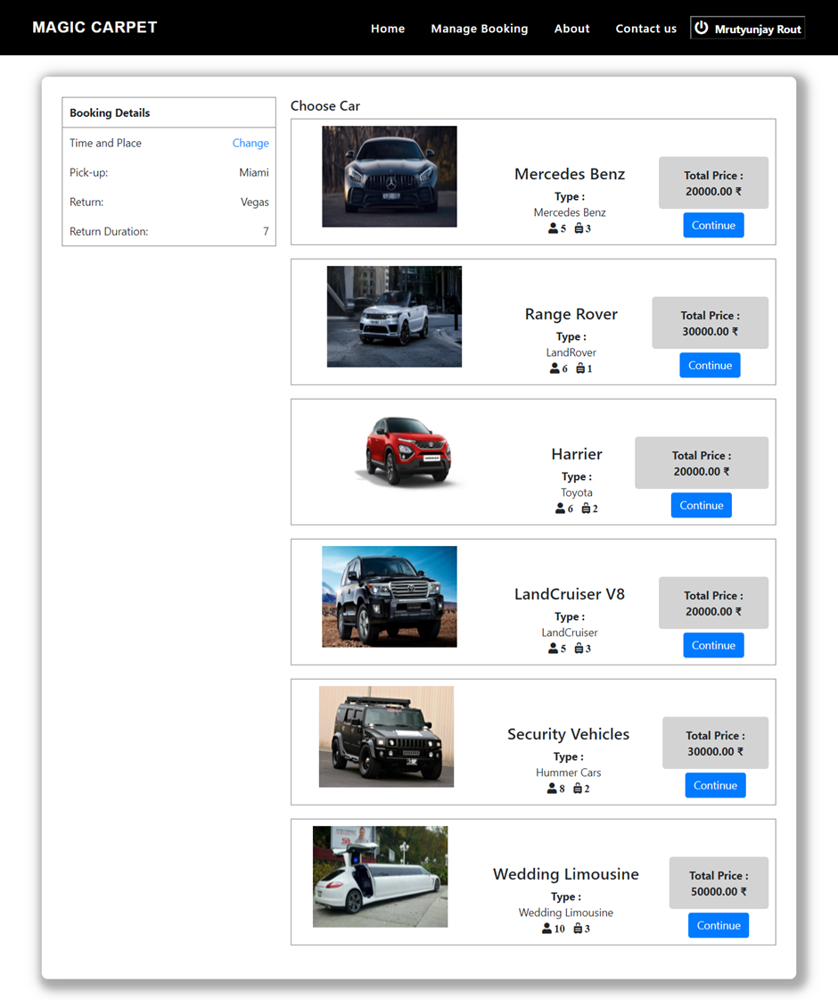 MAGIC CARPET
Home Manage Booking About Contact us Mrutyunjay Rout
Booking Details
Time and Place Change
Pick-up: Miami
Return: Vegas
Return Duration: 7
Choose Car
Mercedes Benz
Type :
Mercedes Benz
5 3
Total Price :
20000.00 ₹
Continue
Range Rover
Type :
LandRover
6 1
Total Price :
30000.00 ₹
Continue
Harrier
Type :
Toyota
6 2
Total Price :
20000.00 ₹
Continue
LandCruiser V8
Type :
LandCruiser
5 3
Total Price :
20000.00 ₹
Continue
Security Vehicles
Type :
Hummer Cars
8 2
Total Price :
30000.00 ₹
Continue
Wedding Limousine
Type :
Wedding Limousine
10 3
Total Price :
50000.00 ₹
Continue